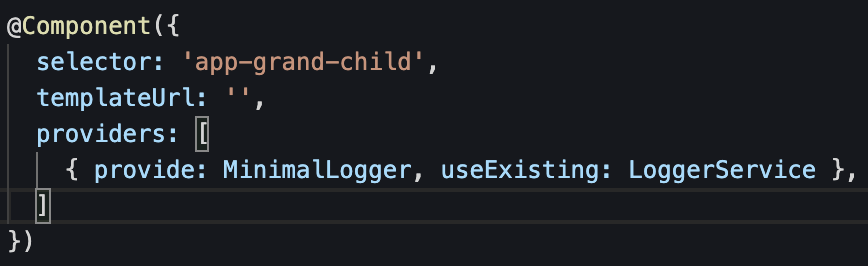 @Component({
selector: 'app-grand-child',
templateUrl: '',
providers: [
{ provide: MinimalLogger, useExisting: LoggerService },
]
})